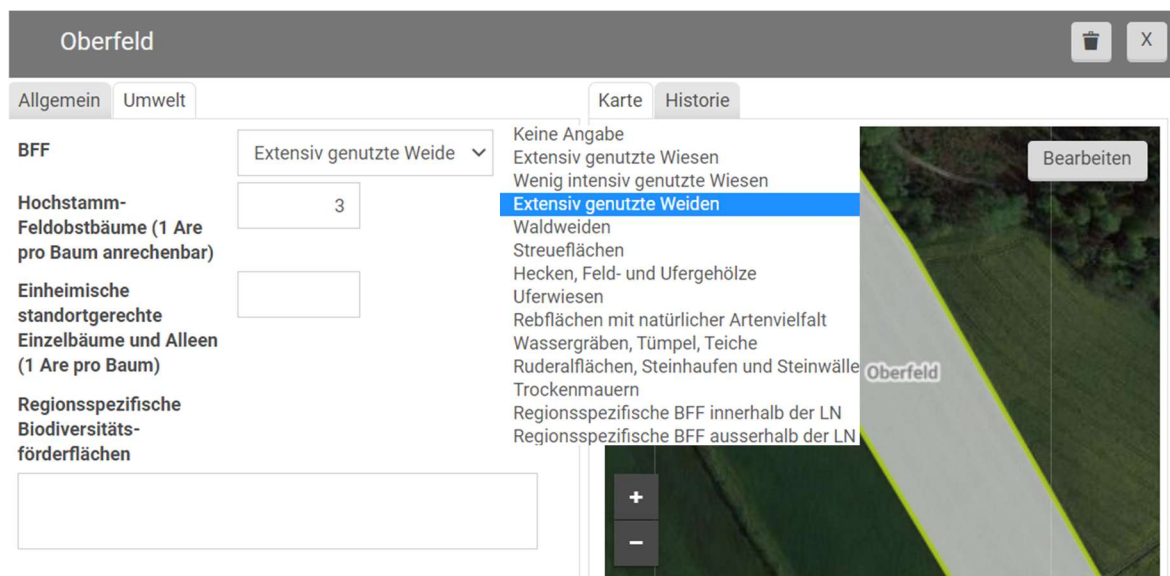 Oberfeld
X
Allgemein
Umwelt
Karte
Historie
BFF
Extensiv genutzte Weide
Hochstamm-
Feldobstbäume (1 Are
pro Baum anrechenbar)
3
Einheimische
standortgerechte
Einzelbäume und Alleen
(1 Are pro Baum)
Regionsspezifische
Biodiversitäts-
förderflächen
Keine Angabe
Extensiv genutzte Wiesen
Wenig intensiv genutzte Wiesen
Extensiv genutzte Weiden
Waldweiden
Streueflächen
Hecken, Feld- und Ufergehölze
Uferwiesen
Rebflächen mit natürlicher Artenvielfalt
Wassergräben, Tümpel, Teiche
Ruderalflächen, Steinhaufen und Steinwälle
Trockenmauern
Regionsspezifische BFF innerhalb der LN
Regionsspezifische BFF ausserhalb der LN
Bearbeiten
Oberfeld
+
−